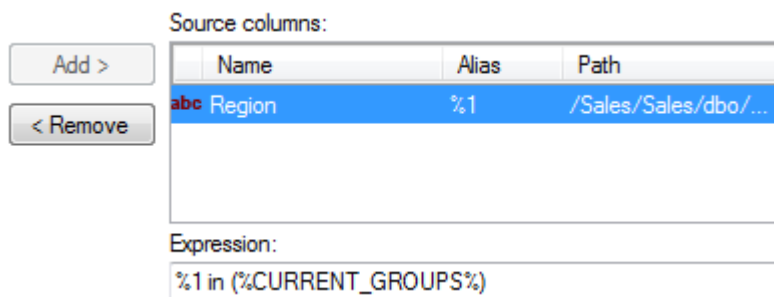 Source columns:
Add >
Name Alias Path
abc Region %1 /Sales/Sales/dbo/...
< Remove
Expression:
%1 in (%CURRENT_GROUPS%)